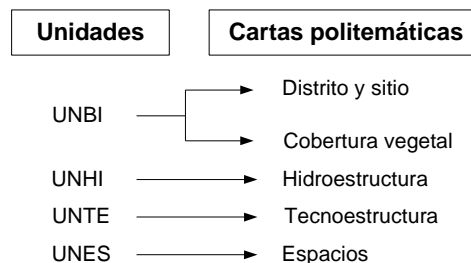 Unidades Cartas politemáticas
Distrito y sitio
UNBI
Cobertura vegetal
UNHI Hidroestructura
UNTE Tecnoestructura
UNES Espacios